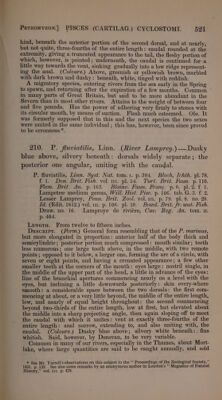 Petromyzon.] PISCES (CARTILAG.) CYCLOSTOMI. 521
hind, beneath the anterior portion of the second dorsal, and at nearly,
but not quite, three-fourths of the entire length: caudal rounded at the
extremity, giving a truncated appearance to the tail, the fleshy portion of
which, however, is pointed; underneath, the caudal is continued for a
little way towards the vent, sinking gradually into a low ridge represent-
ing the anal. (Colours.) Above, greenish or yellowish brown, marbled
with dark brown and dusky: beneath, white, tinged with reddish.
A migratory species, entering rivers from the sea early in the Spring
to spawn, and returning after the expiration of a few months. Common
in many parts of Great Britain, but said to be more abundant in the
Severn than in most other rivers. Attains to the weight of between four
and five pounds. Has the power of adhering very firmly to stones with
its circular mouth, by means of suction. Flesh much esteemed. Obs. It
was formerly supposed that in this and the next species the two sexes
were united in the same individual; this has, however, been since proved
to be erroneous*.
210. P. fluviatilis, Linn. (River Lamprey.)—Dusky
blue above, silvery beneath: dorsals widely separate; the
posterior one angular, uniting with the caudal.
P. fluviatilis, Linn. Syst. Nat. tom. i. p. 394. Bloch, Ichth. pl. 78.
f. 1. Don. Brit. Fish. vol. iii. pl. 54. Turt. Brit. Faun. p. 110.
Flem. Brit. An. p. 163. Risson. Faun. Franç. p. 6. pl. 2. f. 1.
Lampetræ medium genus, Will. Hist. Pisc. p. 106. tab. G. 3. f. 2.
Lesser Lamprey, Penn. Brit. Zool. vol. iii. p. 79. pl. 8. no. 28.
Id. (Edit. 1812.) vol. iii. p. 106. pl. 10. Bowd. Brit. fr. wat. Fish.
Draw. no. 16. Lamproye de rivière, Cuv. Reg. An. tom. ii.
p. 404.
Length. From twelve to fifteen inches.
Descript. (Form.) General form resembling that of the P. marinus,
but more elongated in proportion: anterior half of the body thick and
semicylindric; posterior portion much compressed: mouth similar; teeth
less numerous; one large tooth above, in the middle, with two remote
points; opposed to it below, a larger one, forming the arc of a circle, with
seven or eight points, and having a crenated appearance; a few other
smaller teeth at the corners of the mouth: eyes large: nostril single, in
the middle of the upper part of the head, a little in advance of the eyes:
line of the branchial apertures commencing nearly on a level with the
eyes, but inclining a little downwards posteriorly: skin every-where
smooth: a considerable space between the two dorsals; the first com-
mencing at about, or a very little beyond, the middle of the entire length,
low, and nearly of equal height throughout; the second commencing
beyond two-thirds of the entire length, low at first, but elevated about
the middle into a sharp projecting angle, then again sloping off to meet
the caudal with which it unites: vent at exactly three-fourths of the
entire length: anal narrow, extending to, and also uniting with the
caudal. (Colours.) Dusky blue above; silvery white beneath: fins
whitish. Said, however, by Donovan, to be very variable.
Common in many of our rivers, especially in the Thames, about Mort-
lake, where large quantities are said to be caught annually, and sold
* See Mr. Yarrell's observations on this subject in the "Proceedings of the Zoological Society,"
1831, p. 133. See also some remarks by an anonymous author in Loudon's "Magazine of Natural
History," vol. iv. p. 478.